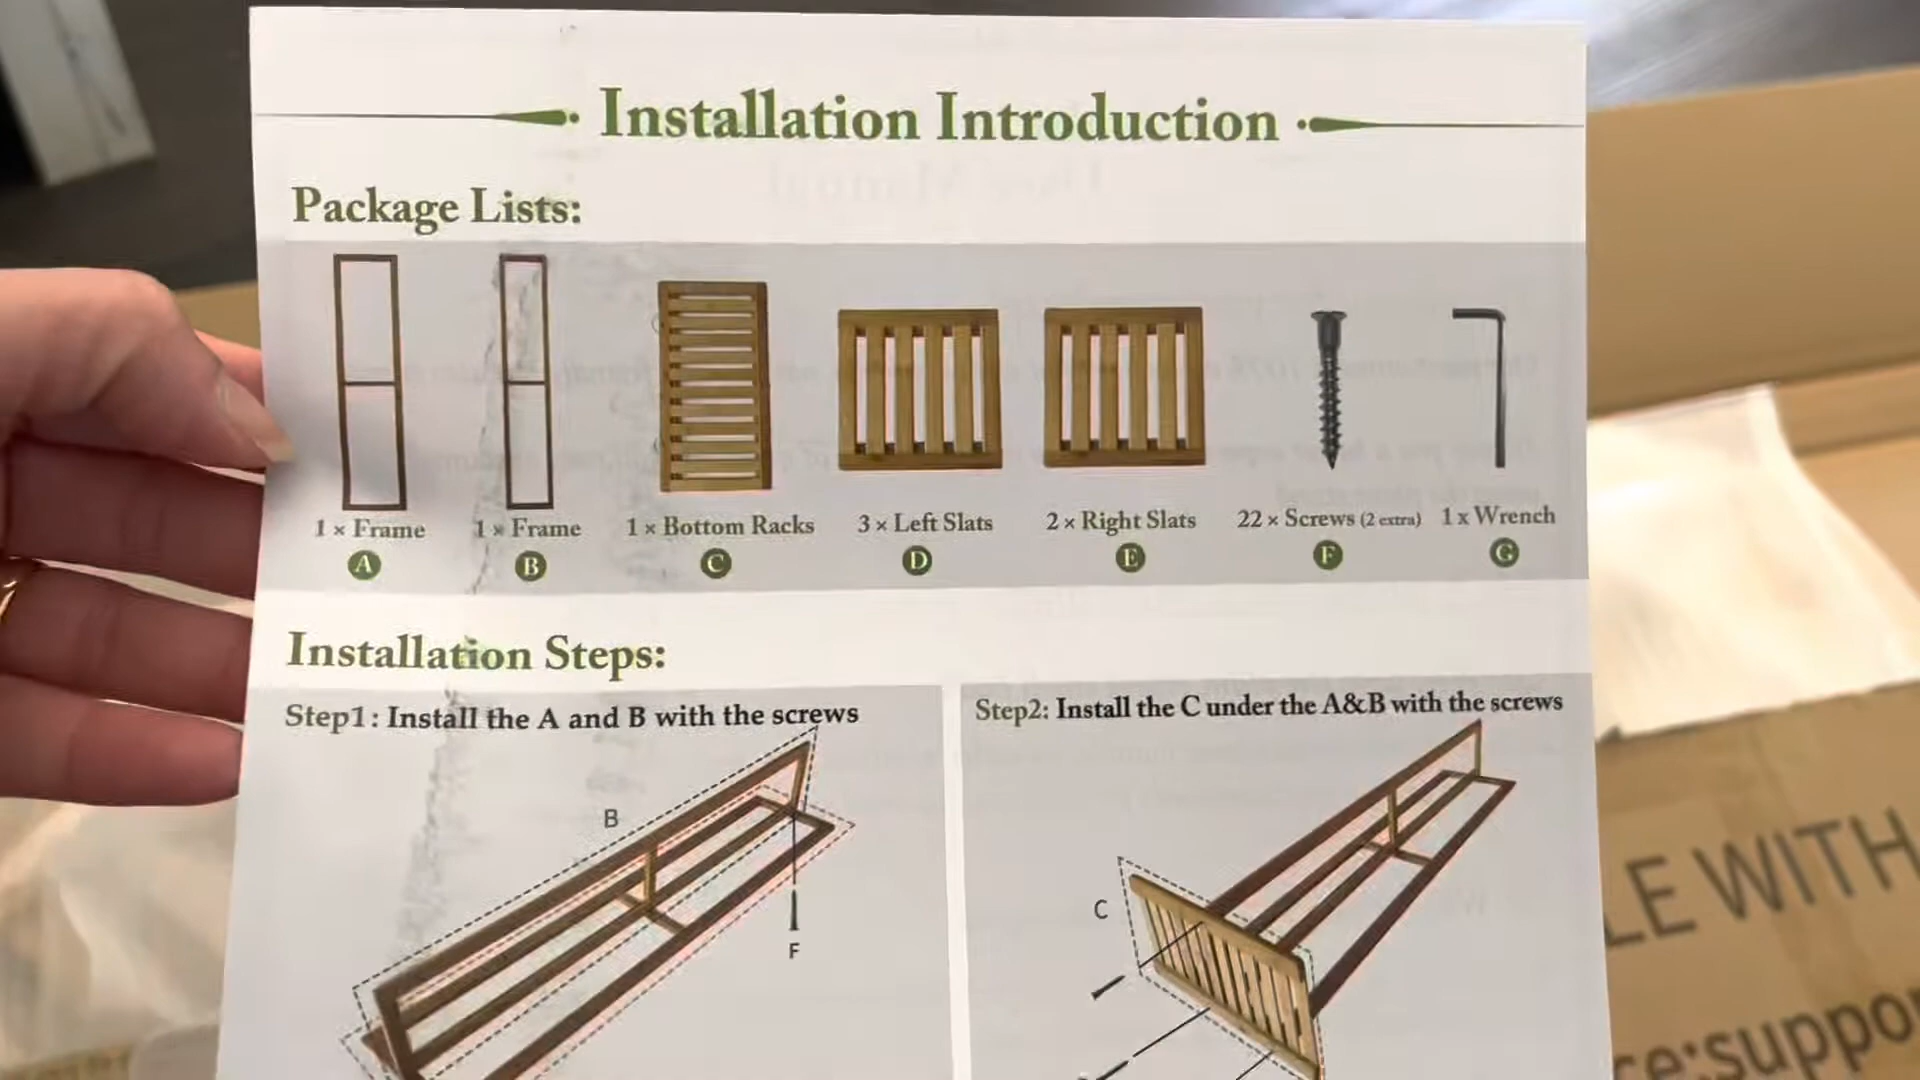 Installation Introduction
Package Lists:
1 × Frame
1 × Frame
1 × Bottom Racks
3 × Left Slats
2 × Right Slats
22 × Screws (2 extra)
1 x Wrench
A
B
C
D
E
F
G
Installation Steps:
Step1: Install the A and B with the screws
B
F
Step2: Install the C under the A&B with the screws
C
LE WITH
ce:suppor